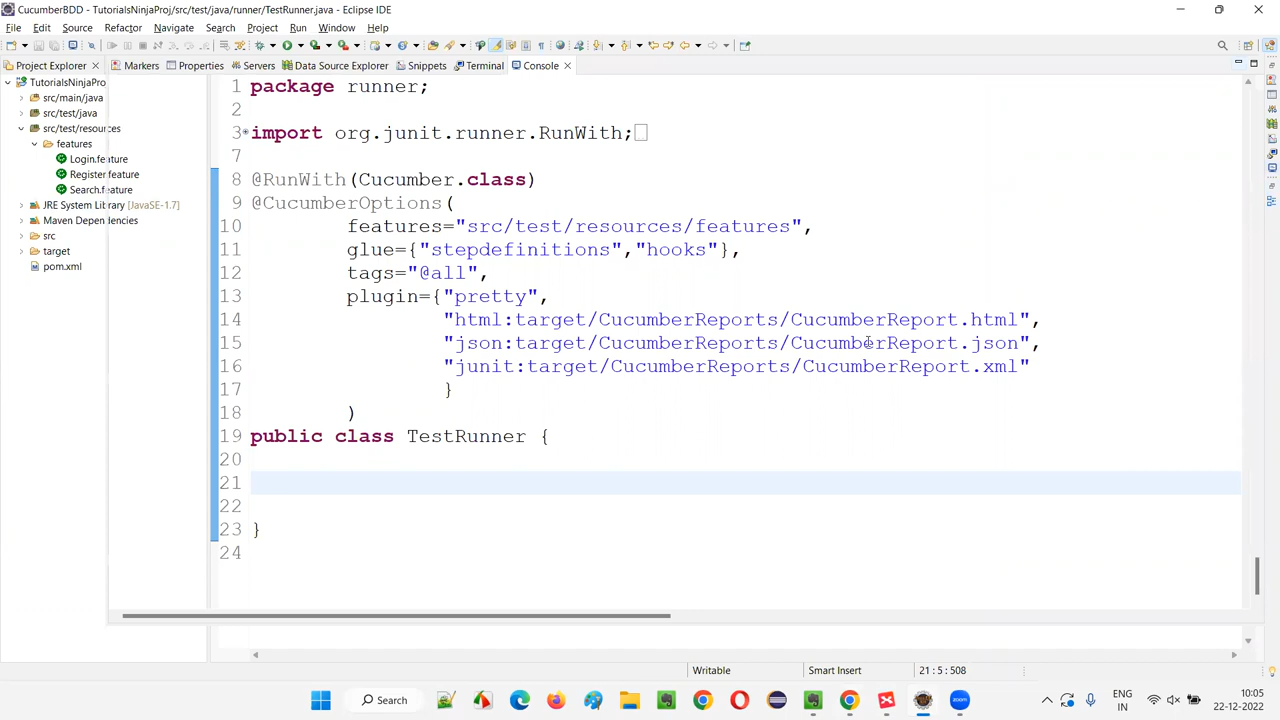 CucumberBDD - TutorialsNinjaProj/src/test/java/runner/TestRunner.java - Eclipse IDE
File Edit Source Refactor Navigate Search Project Run Window Help
Project Explorer Markers Properties Servers Data Source Explorer Snippets Terminal Console
TutorialsNinjaProj
src/main/java
src/test/java
src/test/resources
features
Login.feature
Register.feature
Search.feature
JRE System Library [JavaSE-1.7]
Maven Dependencies
src
target
pom.xml
1 package runner;
2
3 import org.junit.runner.RunWith;
7
8 @RunWith(Cucumber.class)
9 @CucumberOptions(
10 features="src/test/resources/features",
11 glue={"stepdefinitions","hooks"},
12 tags="@all",
13 plugin={"pretty",
14 "html:target/CucumberReports/CucumberReport.html",
15 "json:target/CucumberReports/CucumberReport.json",
16 "junit:target/CucumberReports/CucumberReport.xml"
17 }
18 )
19 public class TestRunner {
20
21
22
23 }
24
Writable Smart Insert 21 : 5 : 508
Search
zoom
ENG
IN
10:05
22-12-2022